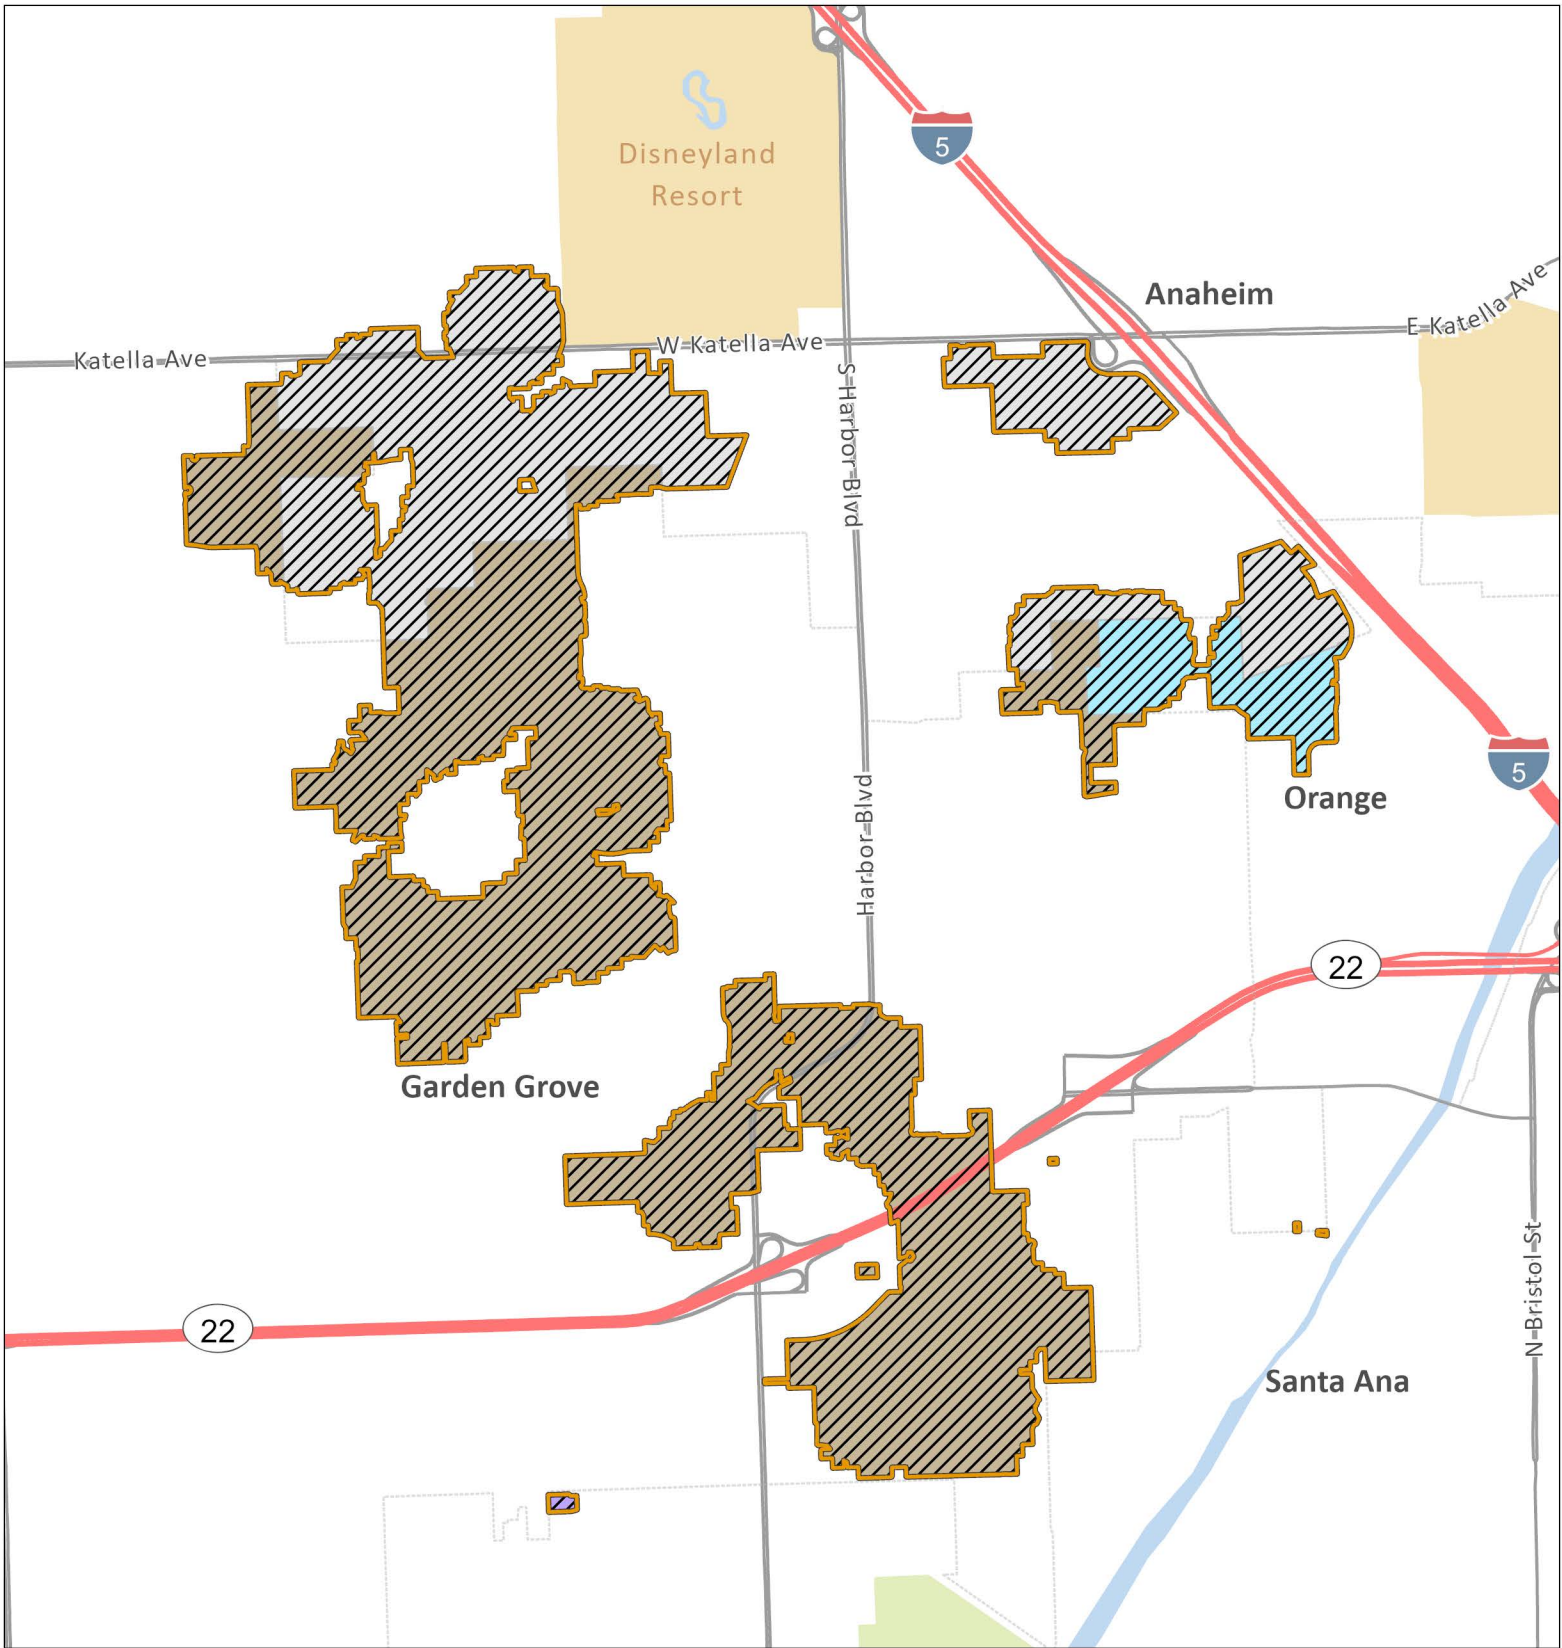 Disneyland
Resort
5
Anaheim
E Katella Ave
W Katella Ave
Katella Ave
S Harbor Blvd
5
Orange
Harbor Blvd
22
Garden Grove
N Bristol St
22
Santa Ana